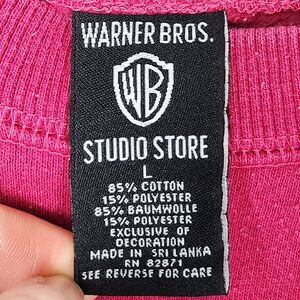 WARNER BROS.
WB
STUDIO STORE
L
85% COTTON
15% POLYESTER
85% BAUMWOLLE
15% POLYESTER
EXCLUSIVE OF
DECORATION
MADE IN SRI LANKA
RN 82871
SEE REVERSE FOR CARE